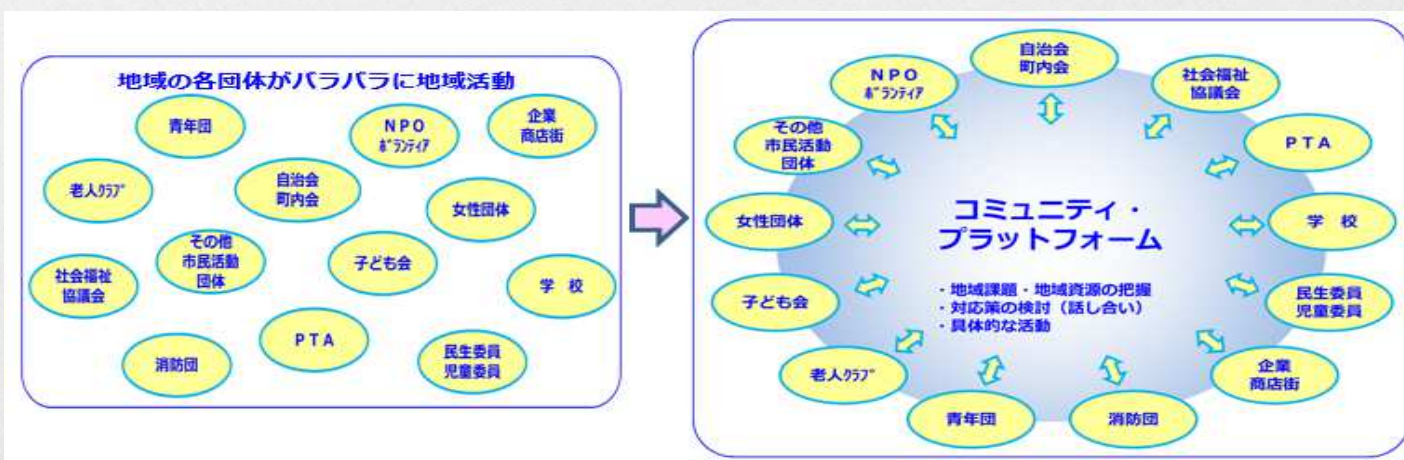 地域の各団体がバラバラに地域活動
青年団
NPO
ﾎﾞﾗﾝﾃｨｱ
企業
商店街
老人ｸﾗﾌﾞ
自治会
町内会
女性団体
その他
市民活動
団体
子ども会
社会福祉
協議会
学 校
PTA
消防団
民生委員
児童委員
自治会
町内会
NPO
ﾎﾞﾗﾝﾃｨｱ
社会福祉
協議会
その他
市民活動
団体
PTA
女性団体
コミュニティ・
プラットフォーム
学 校
・地域課題・地域資源の把握
・対応策の検討（話し合い）
・具体的な活動
子ども会
民生委員
児童委員
老人ｸﾗﾌﾞ
企業
商店街
青年団
消防団